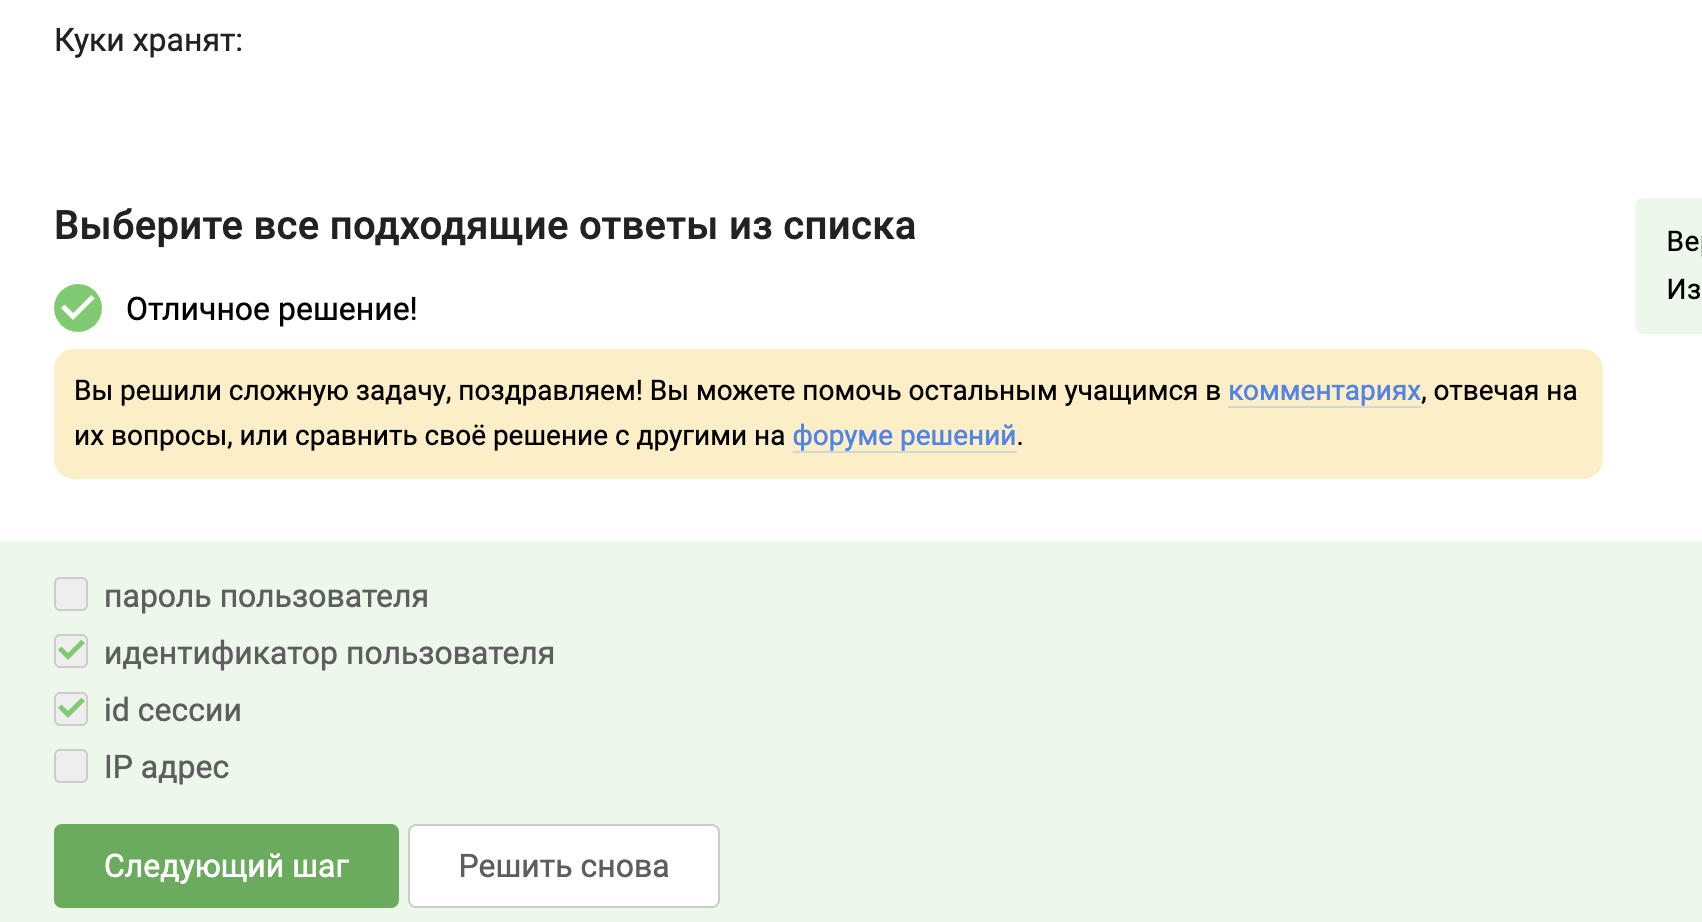 Куки хранят:
Выберите все подходящие ответы из списка
Отличное решение!
Вы решили сложную задачу, поздравляем! Вы можете помочь остальным учащимся в комментариях, отвечая на
их вопросы, или сравнить своё решение с другими на форуме решений.
пароль пользователя
идентификатор пользователя
id сессии
IP адрес
Следующий шаг
Решить снова